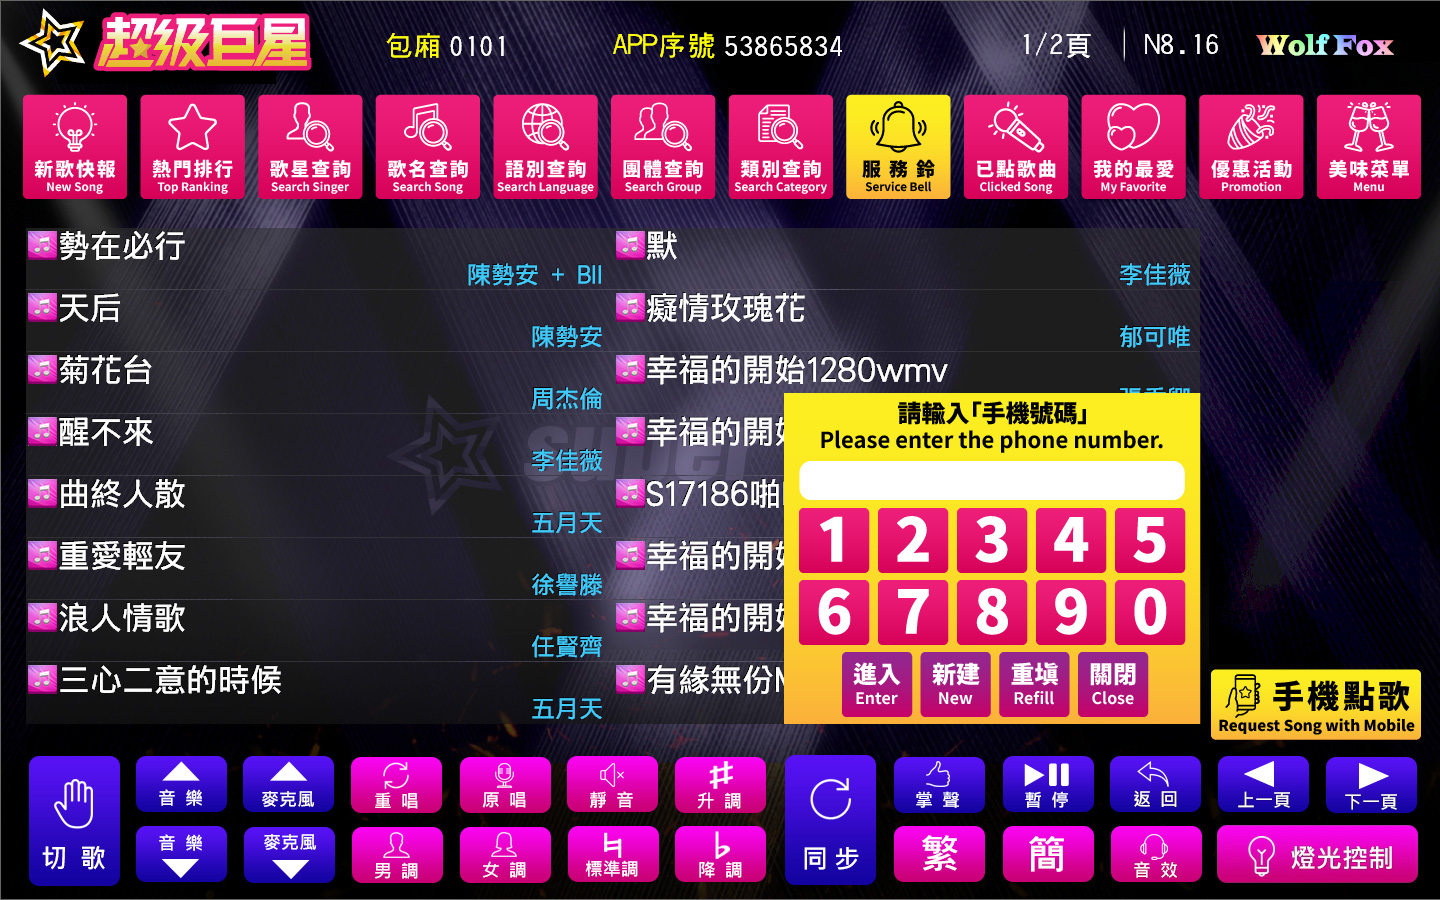 超级巨星
包廂 0101
APP序號 53865834
1/2頁
N8.16
Wolf Fox
新歌快報
New Song
熱門排行
Top Ranking
歌星查詢
Search Singer
歌名查詢
Search Song
語別查詢
Search Language
團體查詢
Search Group
類別查詢
Search Category
服務鈴
Service Bell
已點歌曲
Clicked Song
我的最愛
My Favorite
優惠活動
Promotion
美味菜單
Menu
勢在必行
陳勢安 + BII
天后
陳勢安
菊花台
周杰倫
醒不來
李佳薇
曲終人散
五月天
重愛輕友
徐譽滕
浪人情歌
任賢齊
三心二意的時候
五月天
默
李佳薇
癡情玫瑰花
郁可唯
幸福的開始1280wmv
幸福的開始
S17186啪
幸福的開始
幸福的開始
有緣無份
super
請輸入「手機號碼」
Please enter the phone number.
1 2 3 4 5
6 7 8 9 0
進入
Enter
新建
New
重填
Refill
關閉
Close
手機點歌
Request Song with Mobile
切歌
音樂
麥克風
重唱
原唱
靜音
升調
同步
掌聲
暫停
返回
上一頁
下一頁
音樂
麥克風
男調
女調
標準調
降調
繁
簡
音效
燈光控制